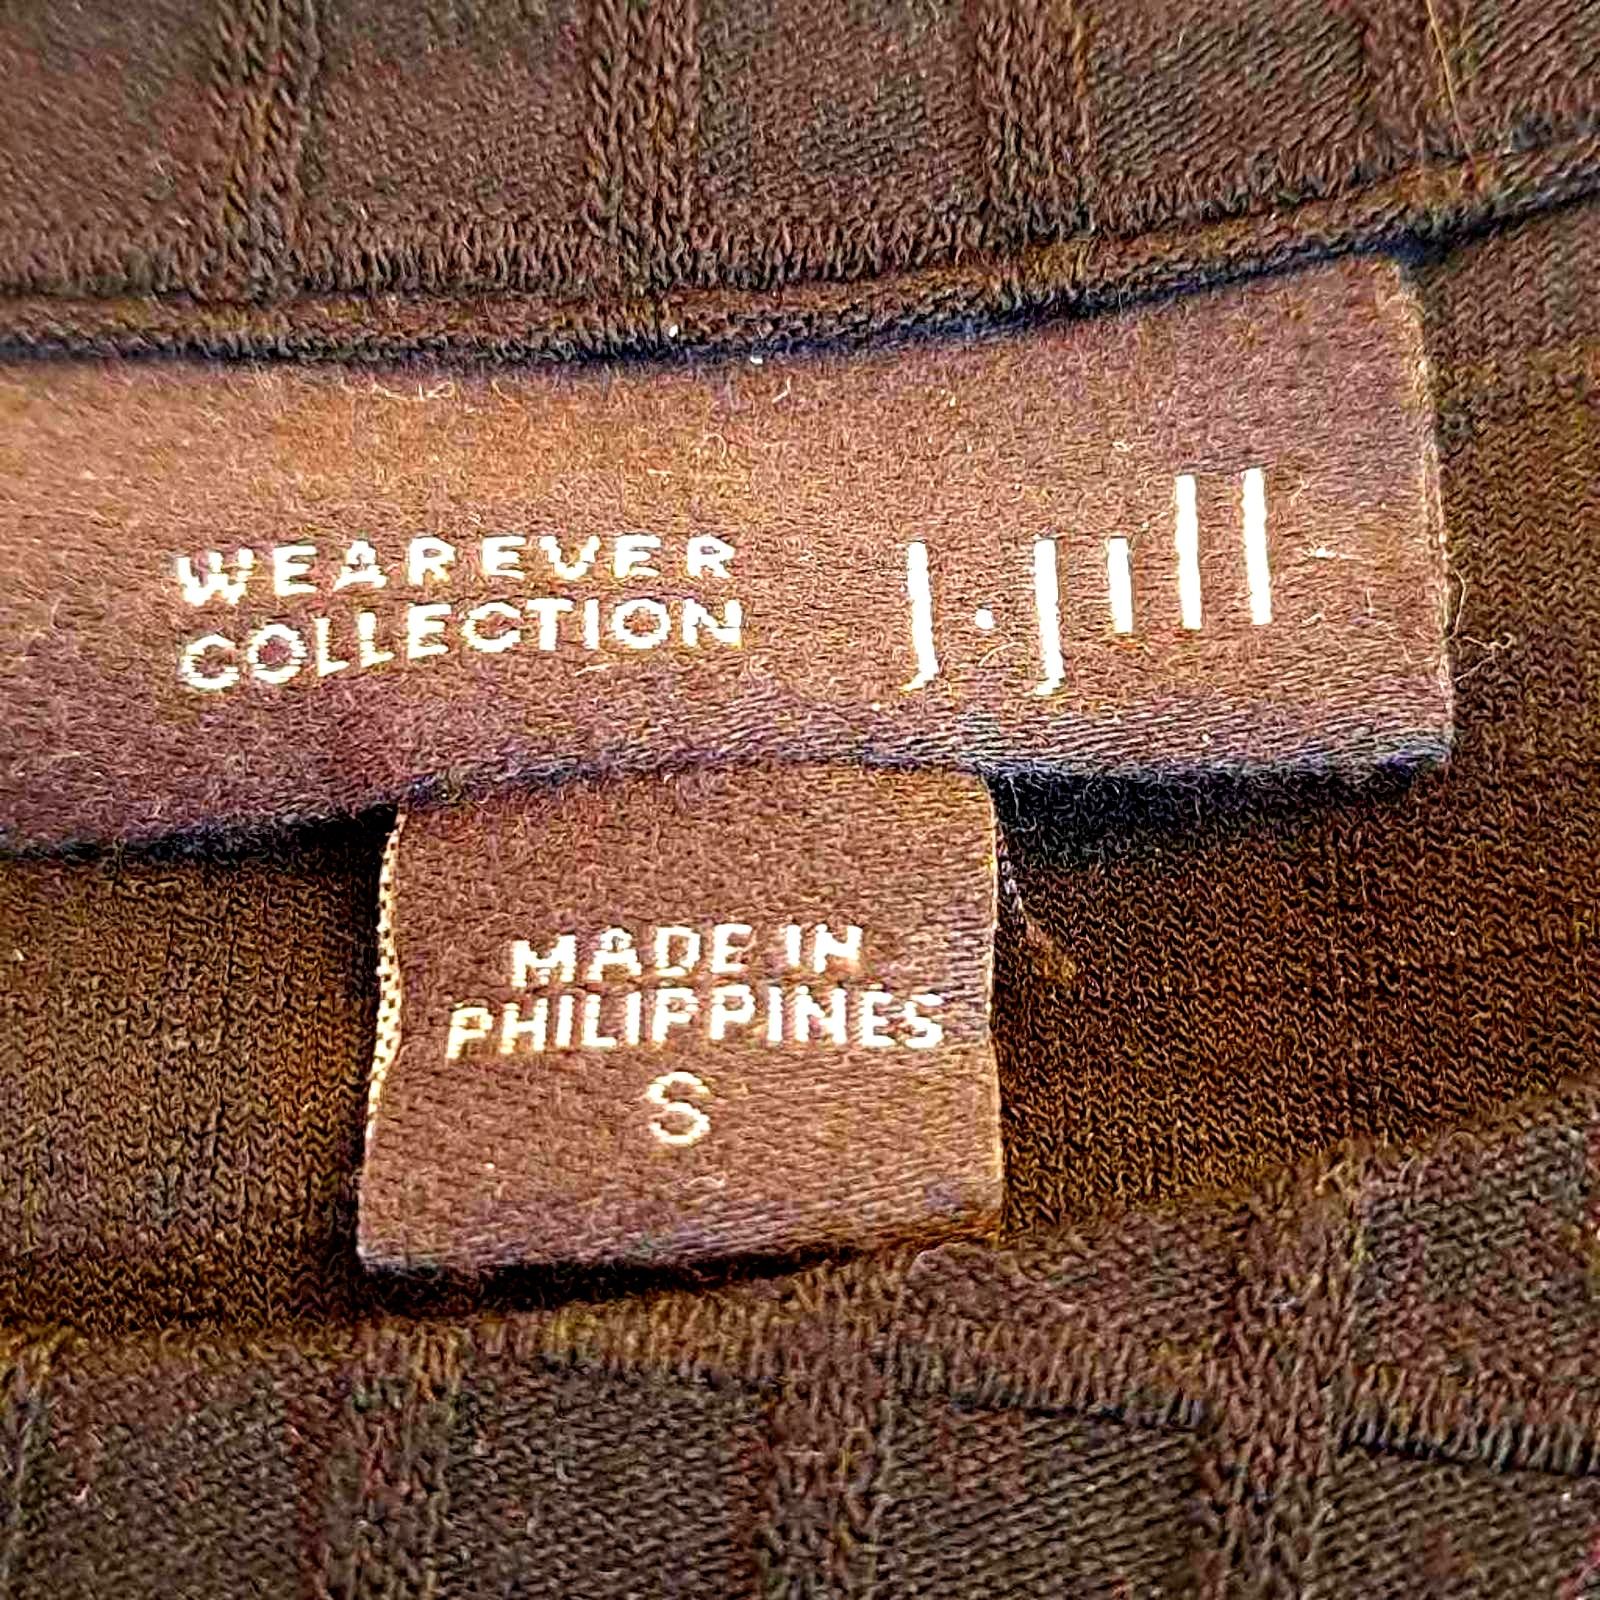 WEAREVER
COLLECTION
J.Jill
MADE IN
PHILIPPINES
S